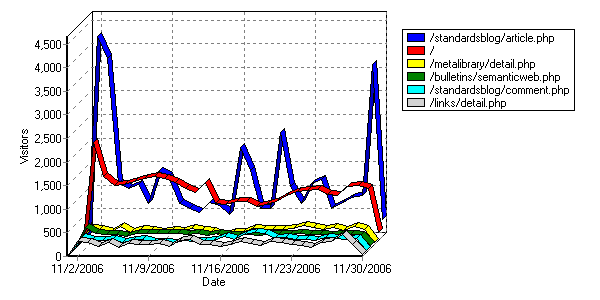 4,500
4,000
3,500
3,000
2,500
2,000
1,500
1,000
500
0
Visitors
11/2/2006 11/9/2006 11/16/2006 11/23/2006 11/30/2006
Date
/standardsblog/article.php
/
/metalibrary/detail.php
/bulletins/semanticweb.php
/standardsblog/comment.php
/links/detail.php